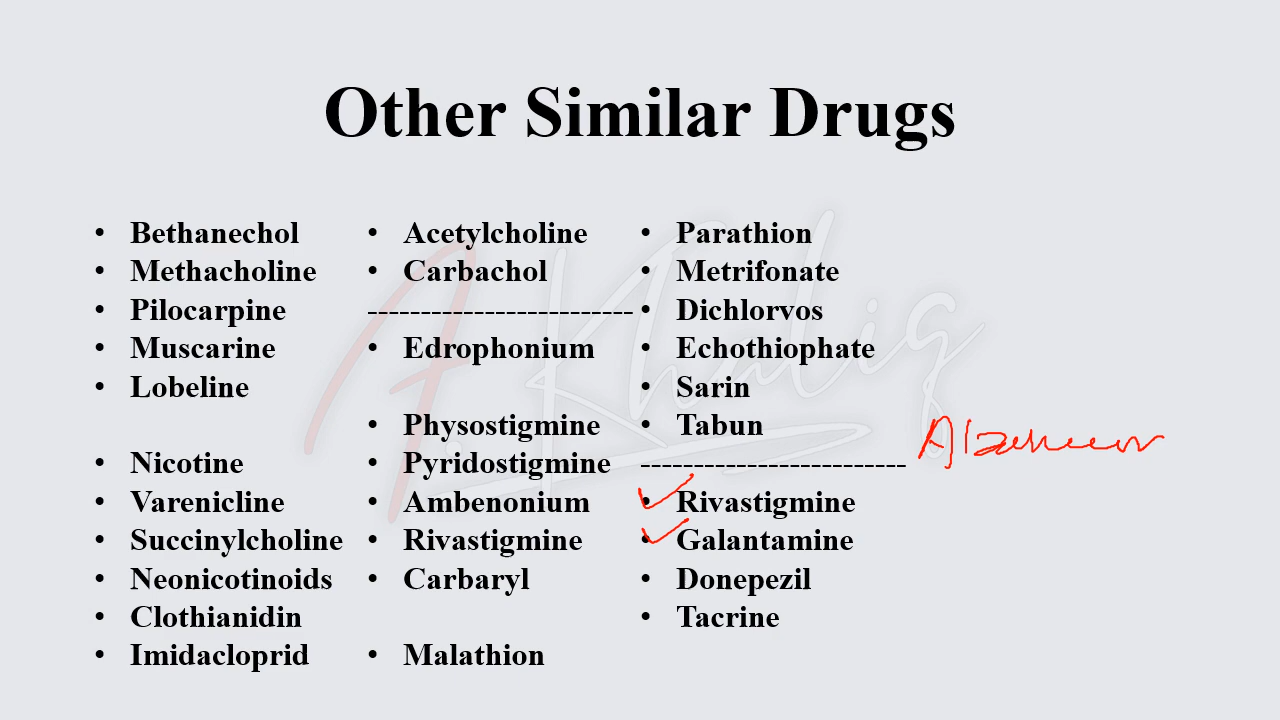 Other Similar Drugs
• Bethanechol
• Methacholine
• Pilocarpine
• Muscarine
• Lobeline
• Nicotine
• Varenicline
• Succinylcholine
• Neonicotinoids
• Clothianidin
• Imidacloprid
• Acetylcholine
• Carbachol
-------------------------
• Edrophonium
• Physostigmine
• Pyridostigmine
• Ambenonium
• Rivastigmine
• Carbaryl
• Malathion
• Parathion
• Metrifonate
• Dichlorvos
• Echothiophate
• Sarin
• Tabun
-------------------------
• Rivastigmine
• Galantamine
• Donepezil
• Tacrine
A.Khaliq